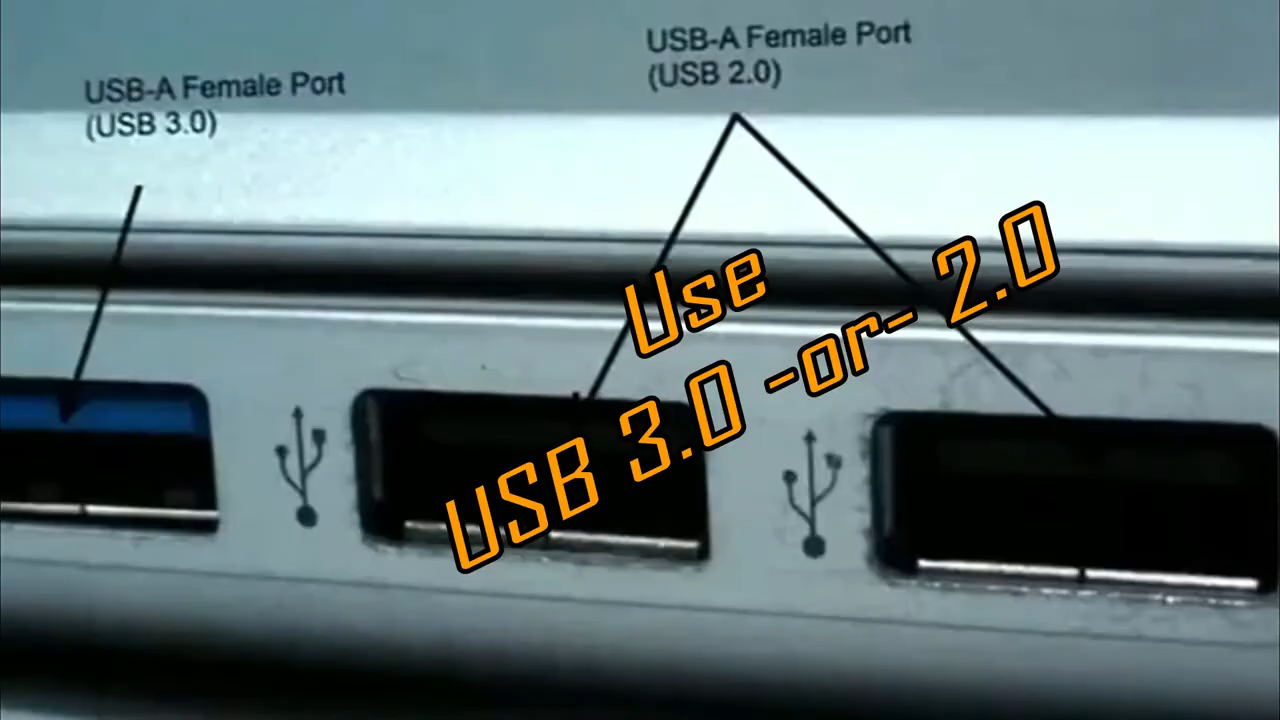 USB-A Female Port
(USB 3.0)
USB-A Female Port
(USB 2.0)
Use
USB 3.0 -or- 2.0